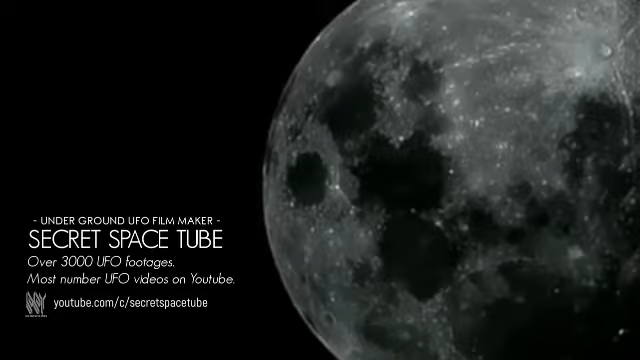 - UNDER GROUND UFO FILM MAKER -
SECRET SPACE TUBE
Over 3000 UFO footages.
Most number UFO videos on Youtube.
youtube.com/c/secretspacetube